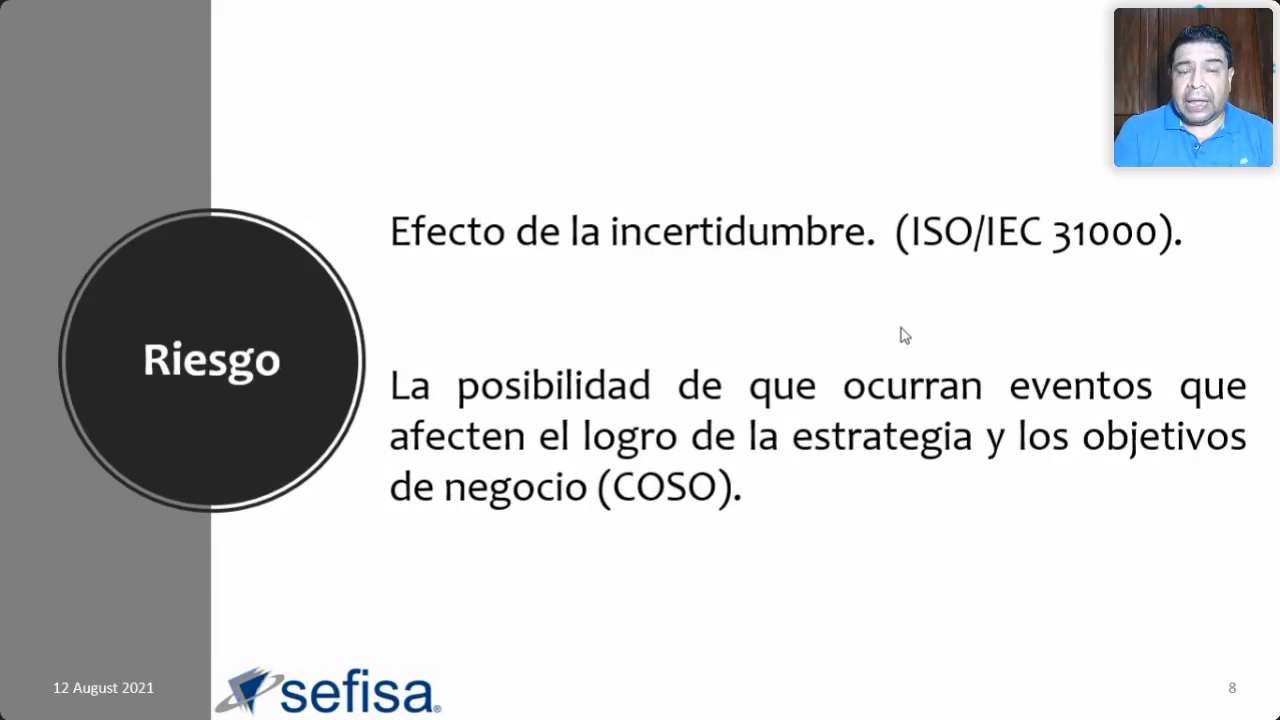 Riesgo
Efecto de la incertidumbre. (ISO/IEC 31000).
La posibilidad de que ocurran eventos que
afecten el logro de la estrategia y los objetivos
de negocio (COSO).
12 August 2021
sefisa®
8